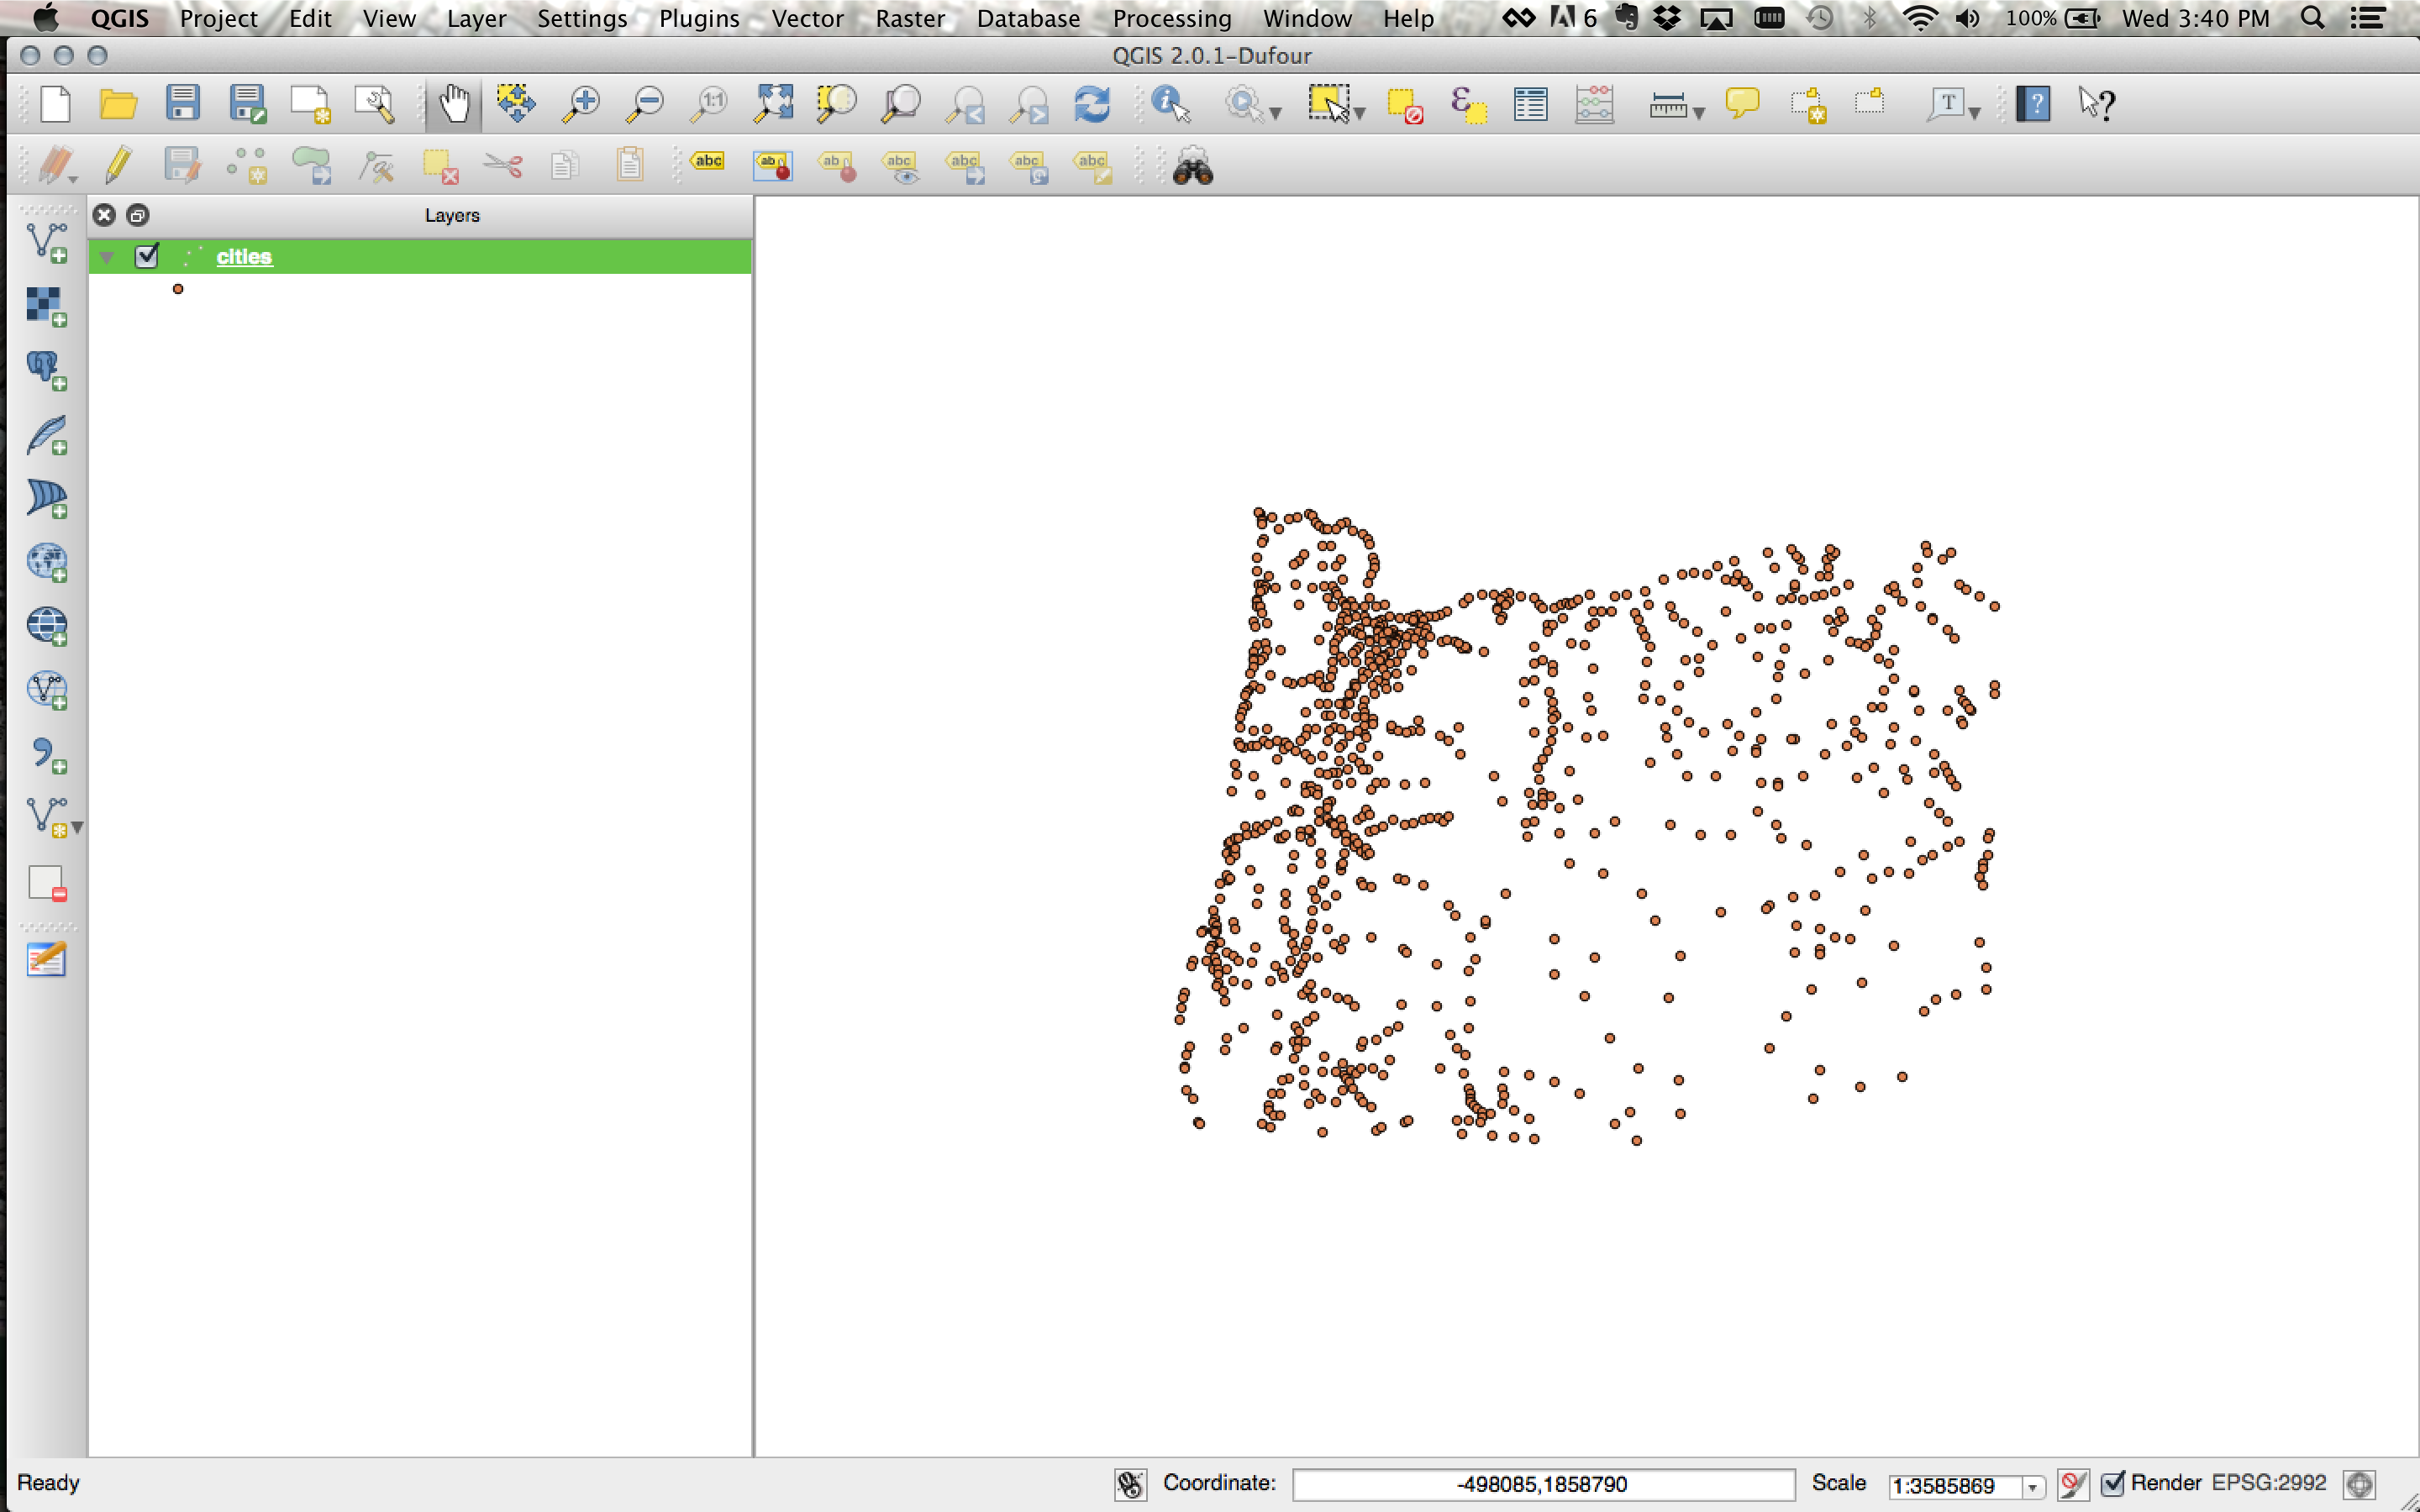 QGIS Project Edit View Layer Settings Plugins Vector Raster Database Processing Window Help 6 100% Wed 3:40 PM
QGIS 2.0.1-Dufour
1:1 ε T ? ?
abc ab ab abc abc abc abc
Layers
cities
Ready Coordinate: -498085,1858790 Scale 1:3585869 Render EPSG:2992